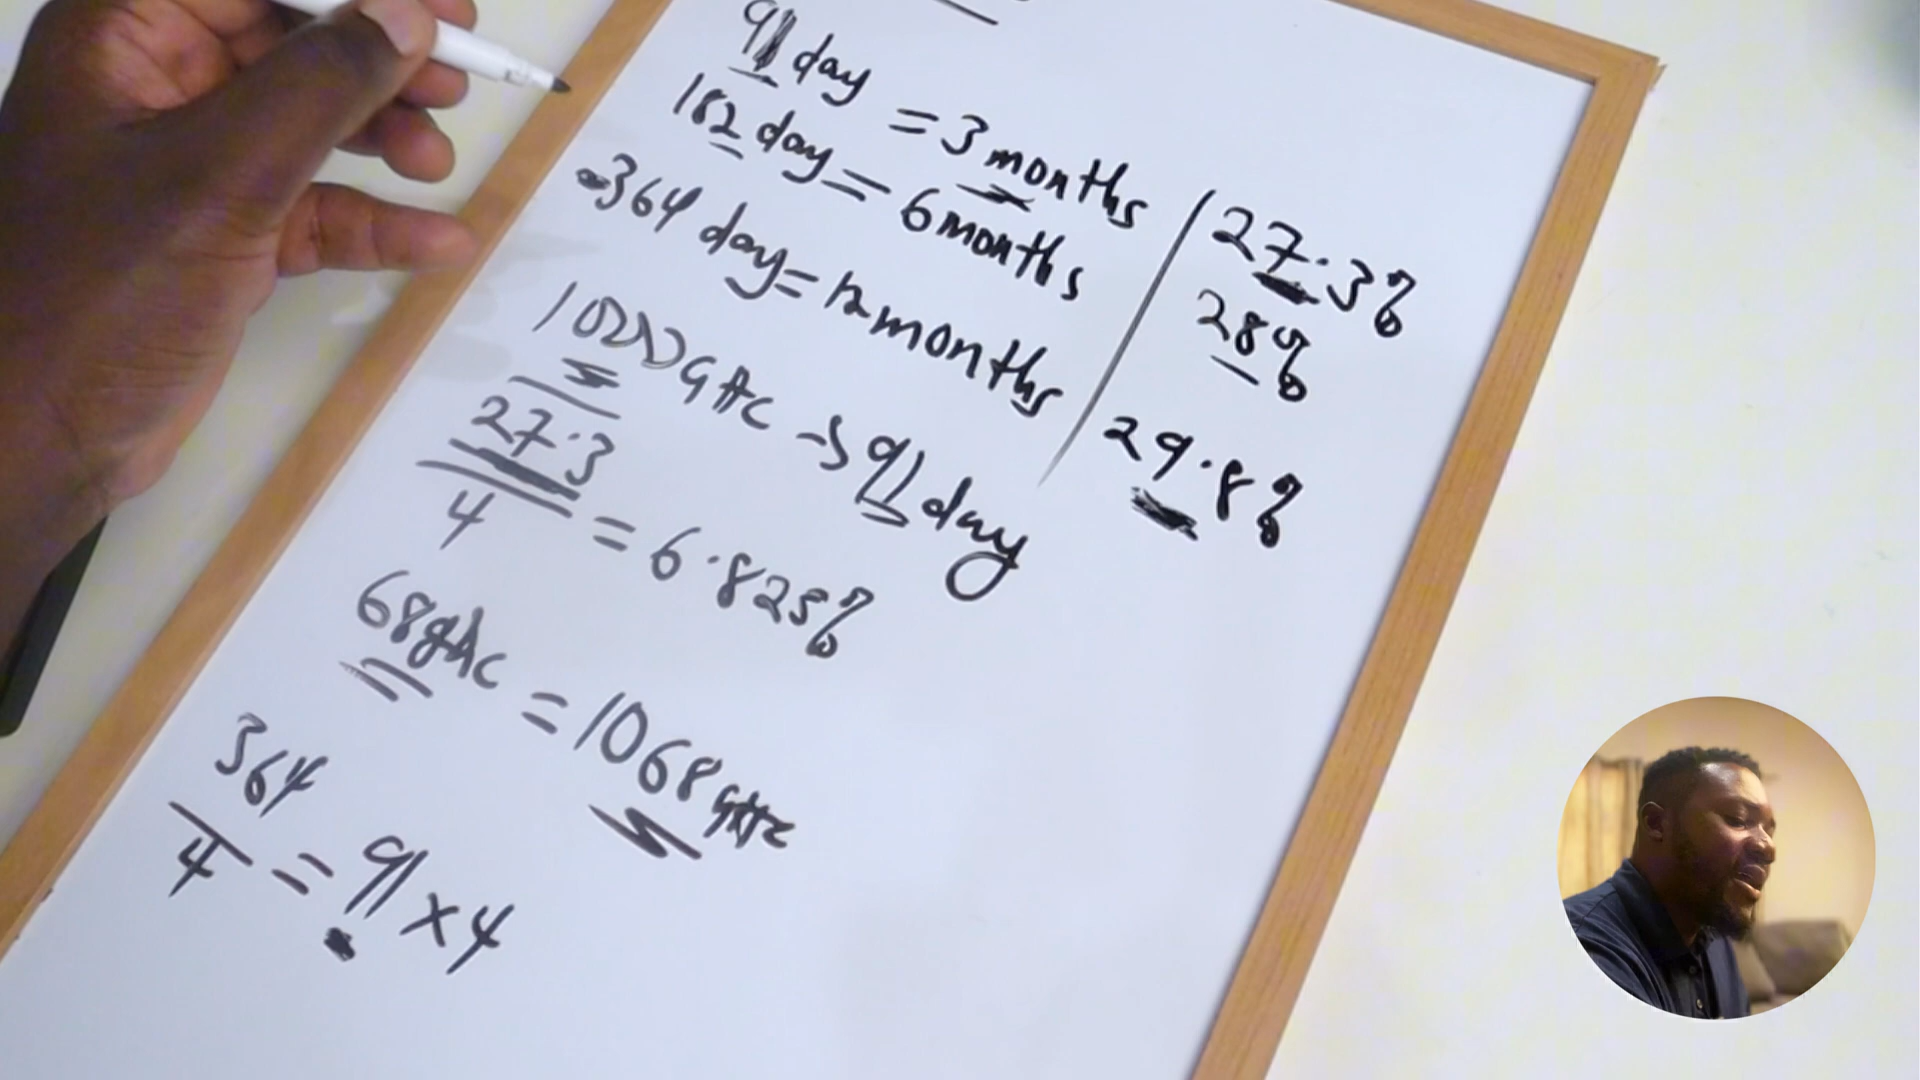 91 day = 3 months
182 day = 6 months
364 day = 12 months
27.3%
28%
29.8%
1000 GHC → 91 day
27.3
4
= 6.825%
68 ghc = 1068 GHC
364
4
= 91 x 4